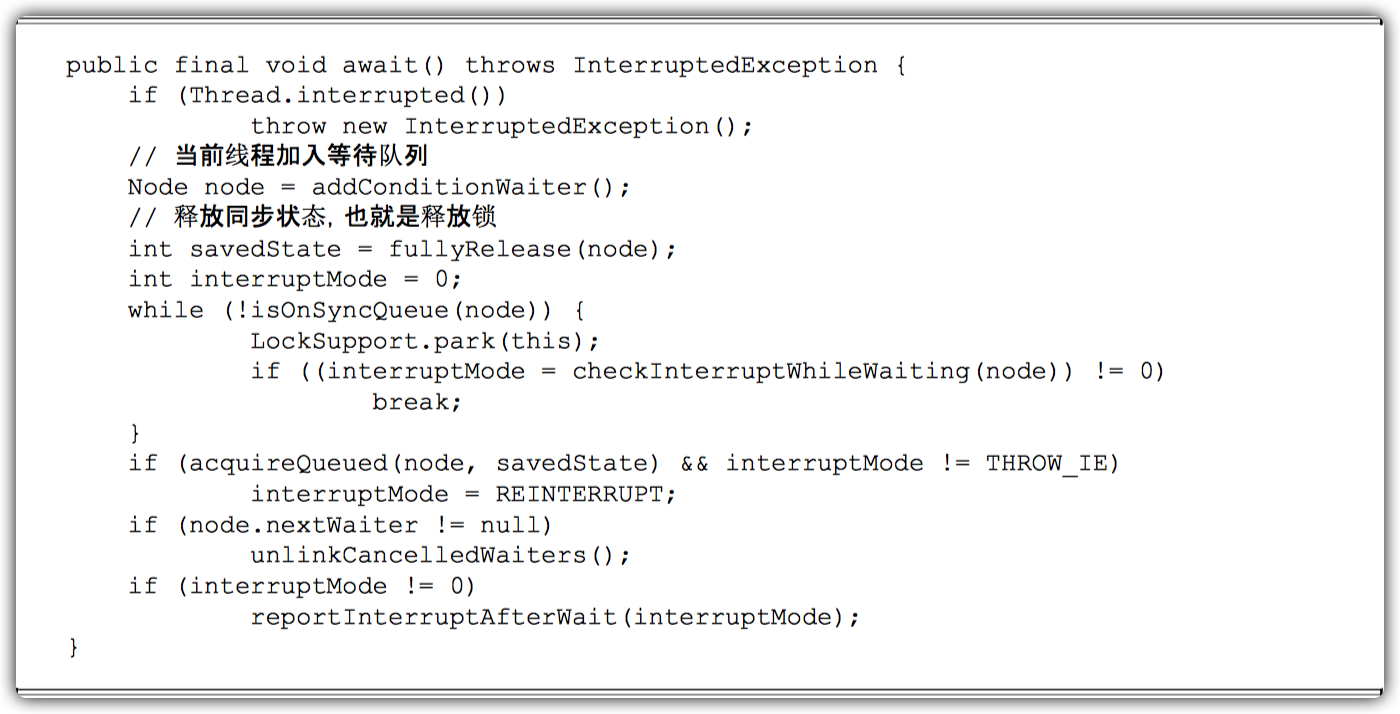 public final void await() throws InterruptedException {
if (Thread.interrupted())
throw new InterruptedException();
// 当前线程加入等待队列
Node node = addConditionWaiter();
// 释放同步状态, 也就是释放锁
int savedState = fullyRelease(node);
int interruptMode = 0;
while (!isOnSyncQueue(node)) {
LockSupport.park(this);
if ((interruptMode = checkInterruptWhileWaiting(node)) != 0)
break;
}
if (acquireQueued(node, savedState) && interruptMode != THROW_IE)
interruptMode = REINTERRUPT;
if (node.nextWaiter != null)
unlinkCancelledWaiters();
if (interruptMode != 0)
reportInterruptAfterWait(interruptMode);
}